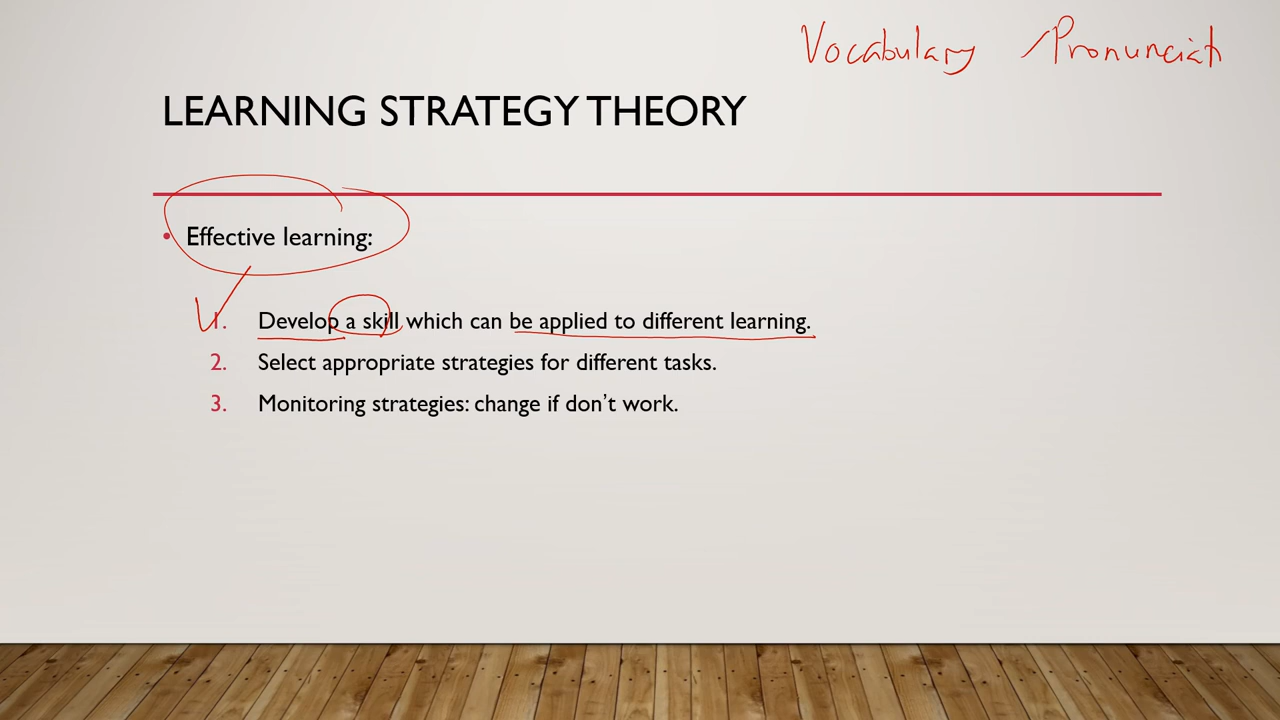 Vocabulary /Pronunciat
LEARNING STRATEGY THEORY
• Effective learning:
1. Develop a skill which can be applied to different learning.
2. Select appropriate strategies for different tasks.
3. Monitoring strategies: change if don't work.